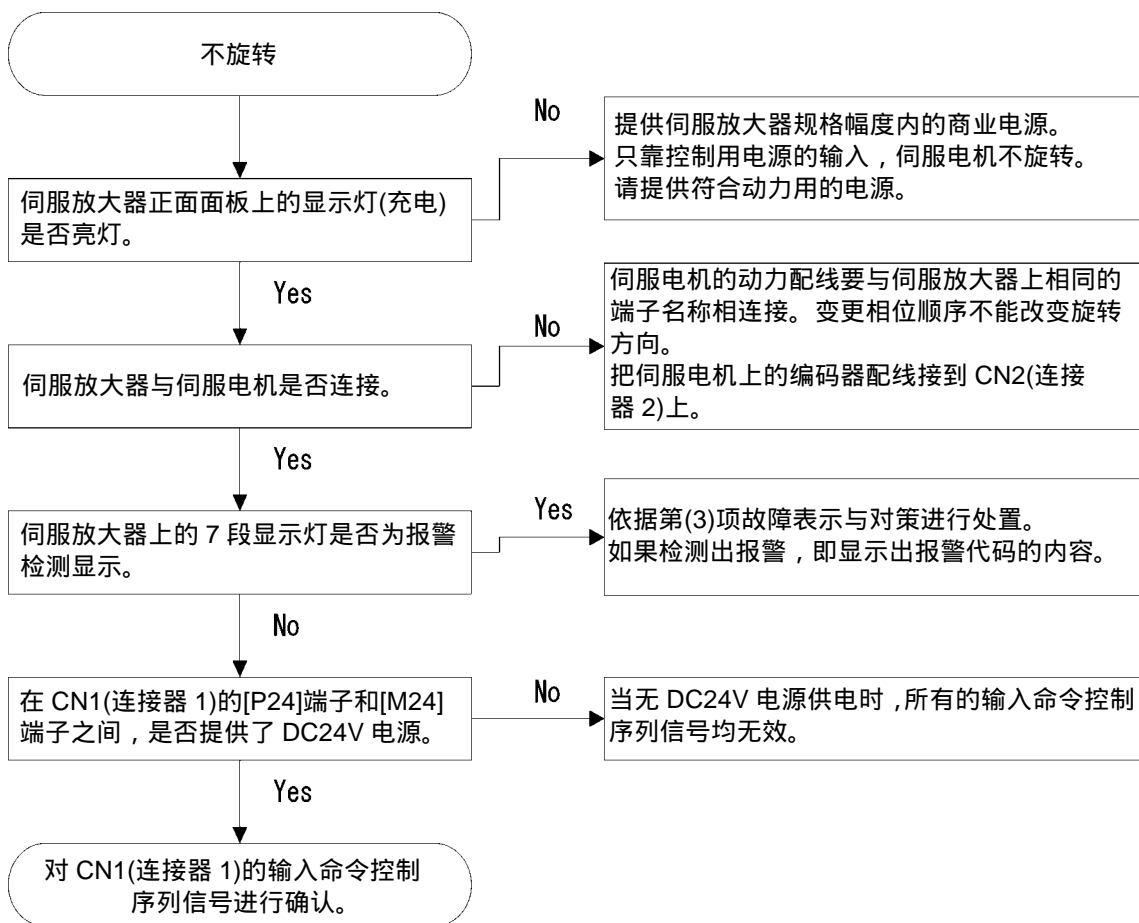 不旋转
No
提供伺服放大器规格幅度内的商业电源。
只靠控制用电源的输入，伺服电机不旋转。
请提供符合动力用的电源。
伺服放大器正面面板上的显示灯(充电)
是否亮灯。
Yes
No
伺服电机的动力配线要与伺服放大器上相同的
端子名称相连接。变更相位顺序不能改变旋转
方向。
把伺服电机上的编码器配线接到 CN2(连接
器 2)上。
伺服放大器与伺服电机是否连接。
Yes
伺服放大器上的 7 段显示灯是否为报警
检测显示。
Yes
依据第(3)项故障表示与对策进行处置。
如果检测出报警，即显示出报警代码的内容。
No
在 CN1(连接器 1)的[P24]端子和[M24]
端子之间，是否提供了 DC24V 电源。
No
当无 DC24V 电源供电时，所有的输入命令控制
序列信号均无效。
Yes
对 CN1(连接器 1)的输入命令控制
序列信号进行确认。